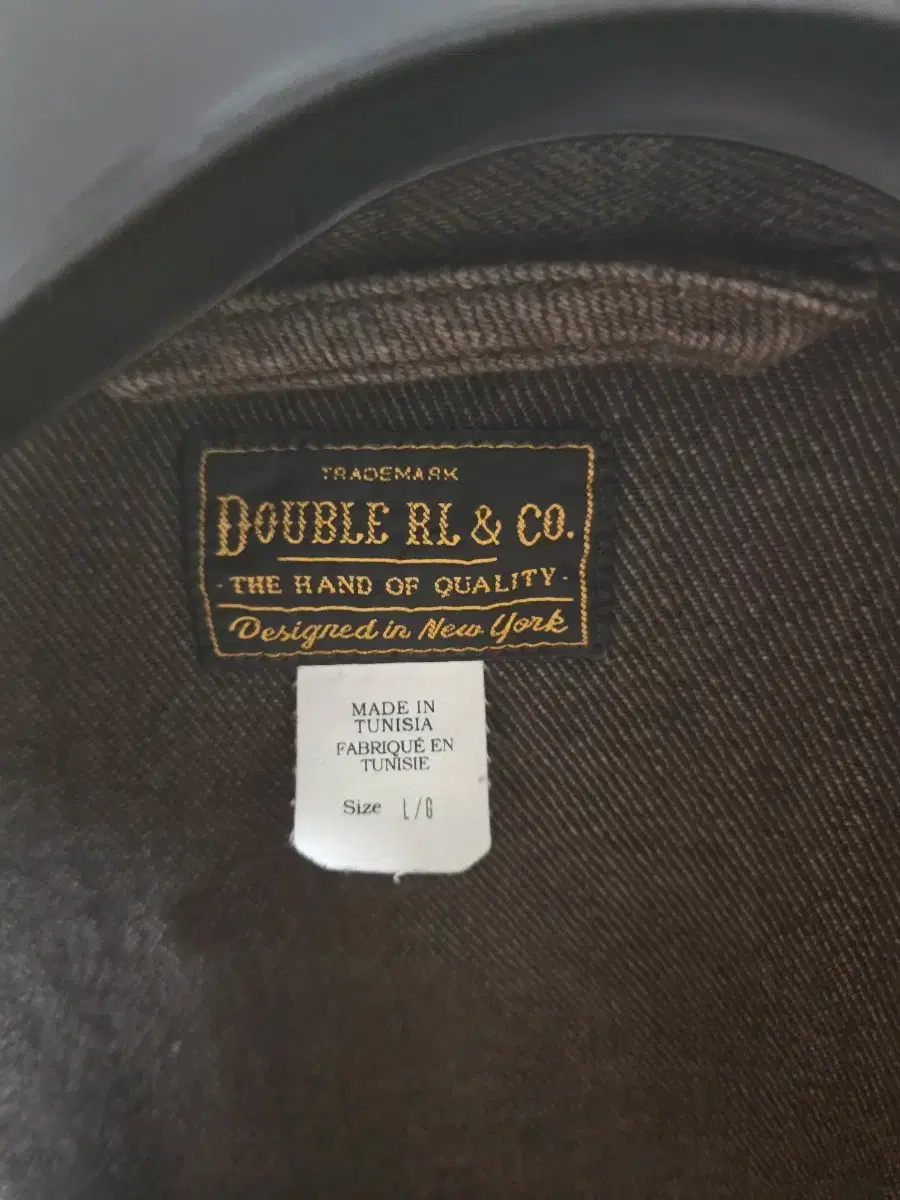 TRADEMARK
DOUBLE RL & CO.
· THE HAND OF QUALITY ·
Designed in New York
MADE IN
TUNISIA
FABRIQUÉ EN
TUNISIE
Size L/G